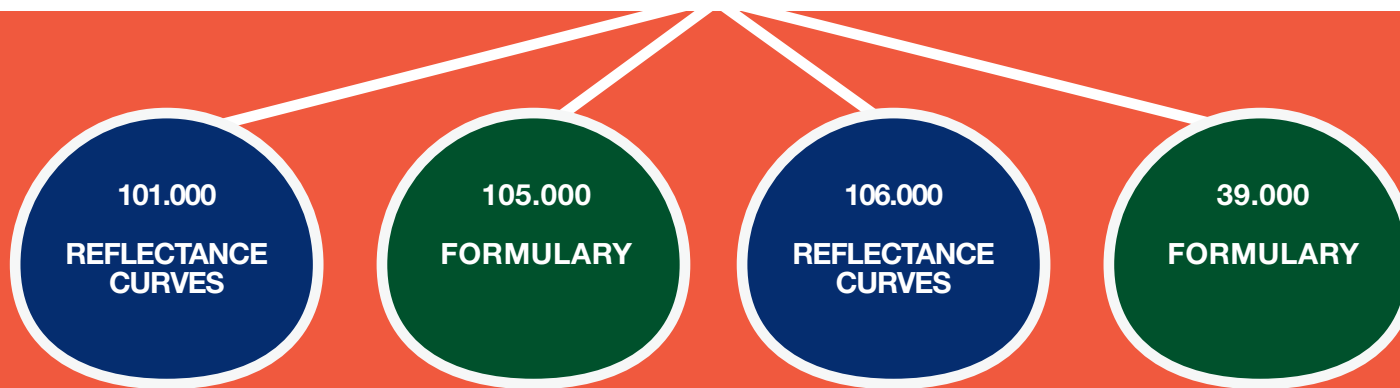 101.000
REFLECTANCE
CURVES
105.000
FORMULARY
106.000
REFLECTANCE
CURVES
39.000
FORMULARY